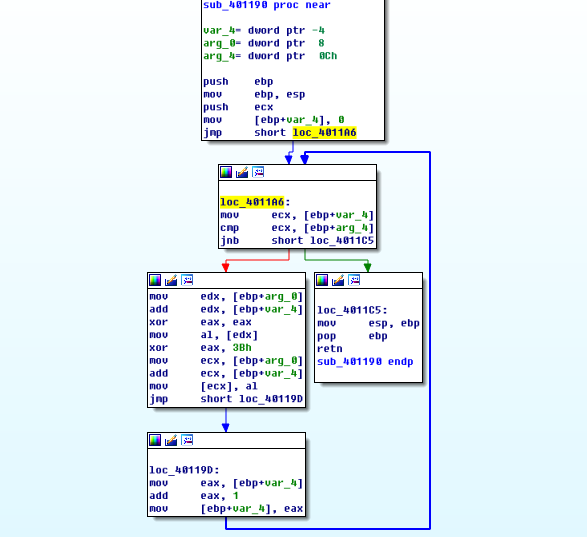 sub_401190 proc near
var_4= dword ptr -4
arg_0= dword ptr  8
arg_4= dword ptr  0Ch
push    ebp
mov     ebp, esp
push    ecx
mov     [ebp+var_4], 0
jmp     short loc_4011A6
loc_4011A6:
mov     ecx, [ebp+var_4]
cmp     ecx, [ebp+arg_4]
jnb     short loc_4011C5
mov     edx, [ebp+arg_0]
add     edx, [ebp+var_4]
xor     eax, eax
mov     al, [edx]
xor     eax, 3Bh
mov     ecx, [ebp+arg_0]
add     ecx, [ebp+var_4]
mov     [ecx], al
jmp     short loc_40119D
loc_4011C5:
mov     esp, ebp
pop     ebp
retn
sub_401190 endp
loc_40119D:
mov     eax, [ebp+var_4]
add     eax, 1
mov     [ebp+var_4], eax